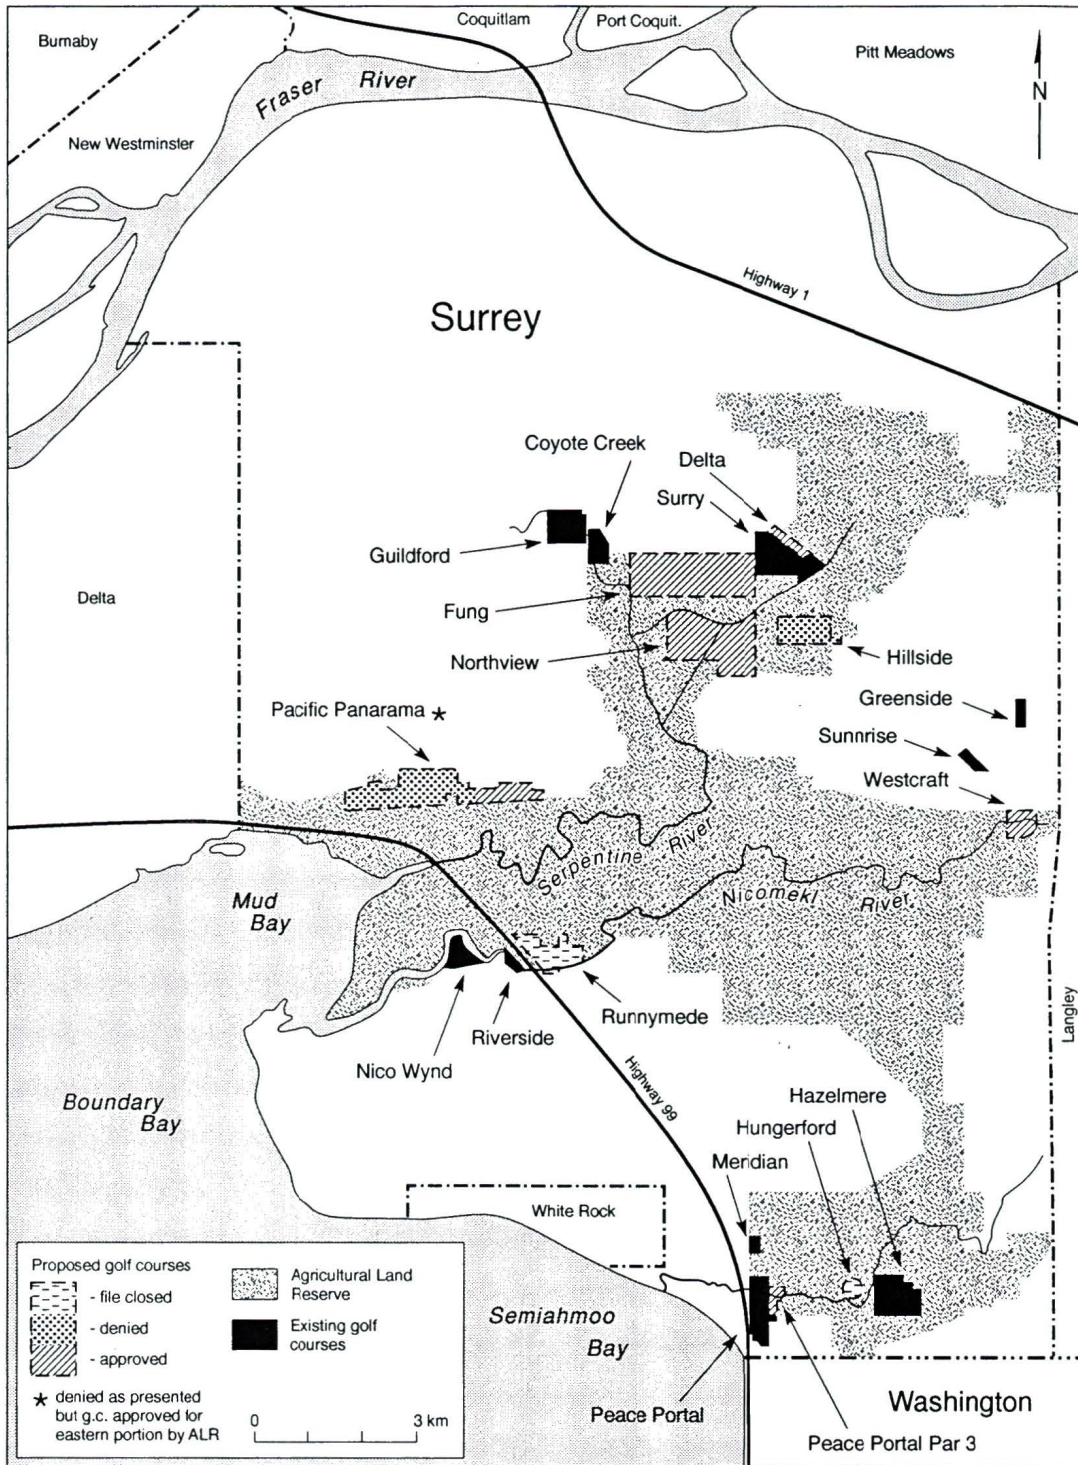 Burnaby
Coquitlam
Port Coquit.
Pitt Meadows
Fraser River
N
New Westminster
Highway 1
Surrey
Coyote Creek
Delta
Surry
Guildford
Delta
Fung
Northview
Hillside
Greenside
Pacific Panarama *
Sunnrise
Westcraft
Serpentine River
Nicomekl River
Mud
Bay
Runnymede
Riverside
Nico Wynd
Langley
Highway 99
Boundary
Bay
Hazelmere
Hungerford
Meridian
White Rock
Proposed golf courses
- file closed
- denied
- approved
Agricultural Land
Reserve
Existing golf
courses
* denied as presented
but g.c. approved for
eastern portion by ALR
0 3 km
Semiahmoo
Bay
Peace Portal
Washington
Peace Portal Par 3